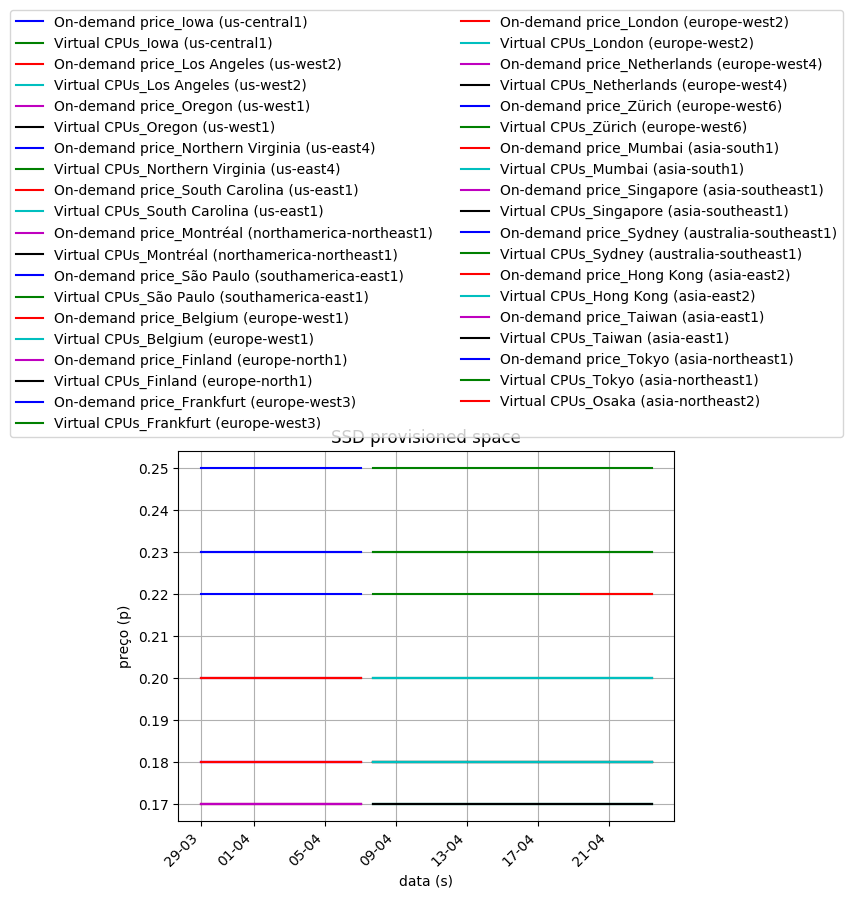 On-demand price_Iowa (us-central1)
Virtual CPUs_Iowa (us-central1)
On-demand price_Los Angeles (us-west2)
Virtual CPUs_Los Angeles (us-west2)
On-demand price_Oregon (us-west1)
Virtual CPUs_Oregon (us-west1)
On-demand price_Northern Virginia (us-east4)
Virtual CPUs_Northern Virginia (us-east4)
On-demand price_South Carolina (us-east1)
Virtual CPUs_South Carolina (us-east1)
On-demand price_Montréal (northamerica-northeast1)
Virtual CPUs_Montréal (northamerica-northeast1)
On-demand price_São Paulo (southamerica-east1)
Virtual CPUs_São Paulo (southamerica-east1)
On-demand price_Belgium (europe-west1)
Virtual CPUs_Belgium (europe-west1)
On-demand price_Finland (europe-north1)
Virtual CPUs_Finland (europe-north1)
On-demand price_Frankfurt (europe-west3)
Virtual CPUs_Frankfurt (europe-west3)
On-demand price_London (europe-west2)
Virtual CPUs_London (europe-west2)
On-demand price_Netherlands (europe-west4)
Virtual CPUs_Netherlands (europe-west4)
On-demand price_Zürich (europe-west6)
Virtual CPUs_Zürich (europe-west6)
On-demand price_Mumbai (asia-south1)
Virtual CPUs_Mumbai (asia-south1)
On-demand price_Singapore (asia-southeast1)
Virtual CPUs_Singapore (asia-southeast1)
On-demand price_Sydney (australia-southeast1)
Virtual CPUs_Sydney (australia-southeast1)
On-demand price_Hong Kong (asia-east2)
Virtual CPUs_Hong Kong (asia-east2)
On-demand price_Taiwan (asia-east1)
Virtual CPUs_Taiwan (asia-east1)
On-demand price_Tokyo (asia-northeast1)
Virtual CPUs_Tokyo (asia-northeast1)
Virtual CPUs_Osaka (asia-northeast2)
SSD provisioned space
0.25
0.24
0.23
0.22
0.21
0.20
0.19
0.18
0.17
preço (p)
29-03
01-04
05-04
09-04
13-04
17-04
21-04
data (s)